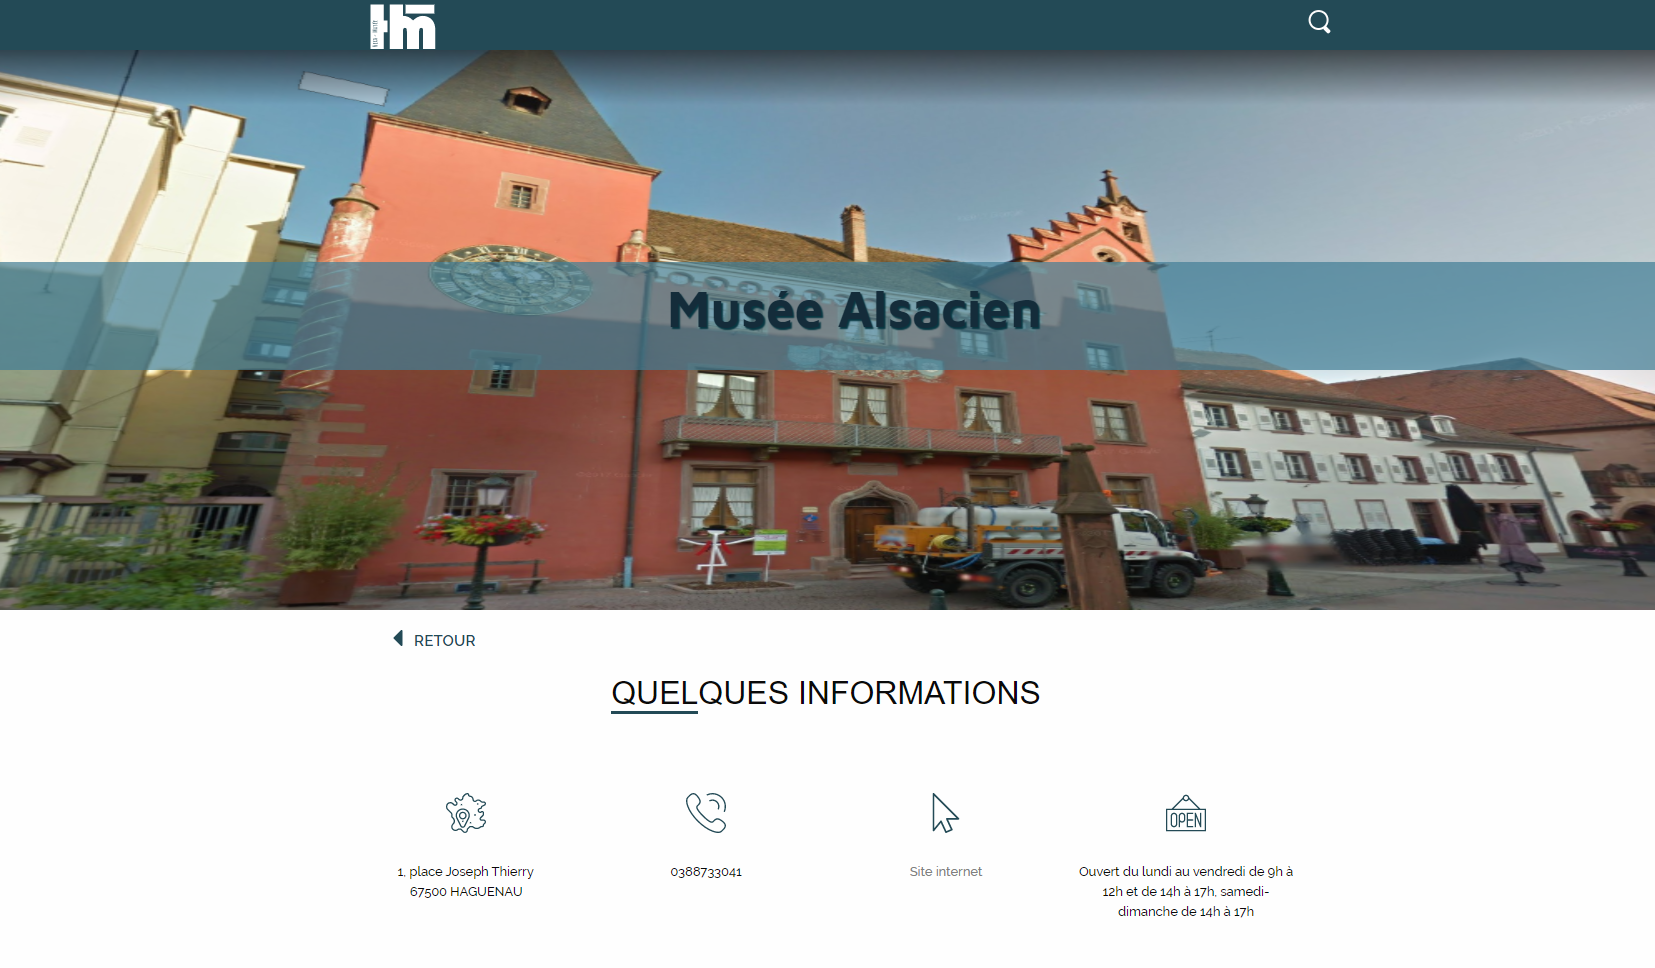 hm
Musée Alsacien
RETOUR
QUELQUES INFORMATIONS
OPEN
1, place Joseph Thierry
67500 HAGUENAU
0388733041
Site internet
Ouvert du lundi au vendredi de 9h à
12h et de 14h à 17h, samedi-
dimanche de 14h à 17h